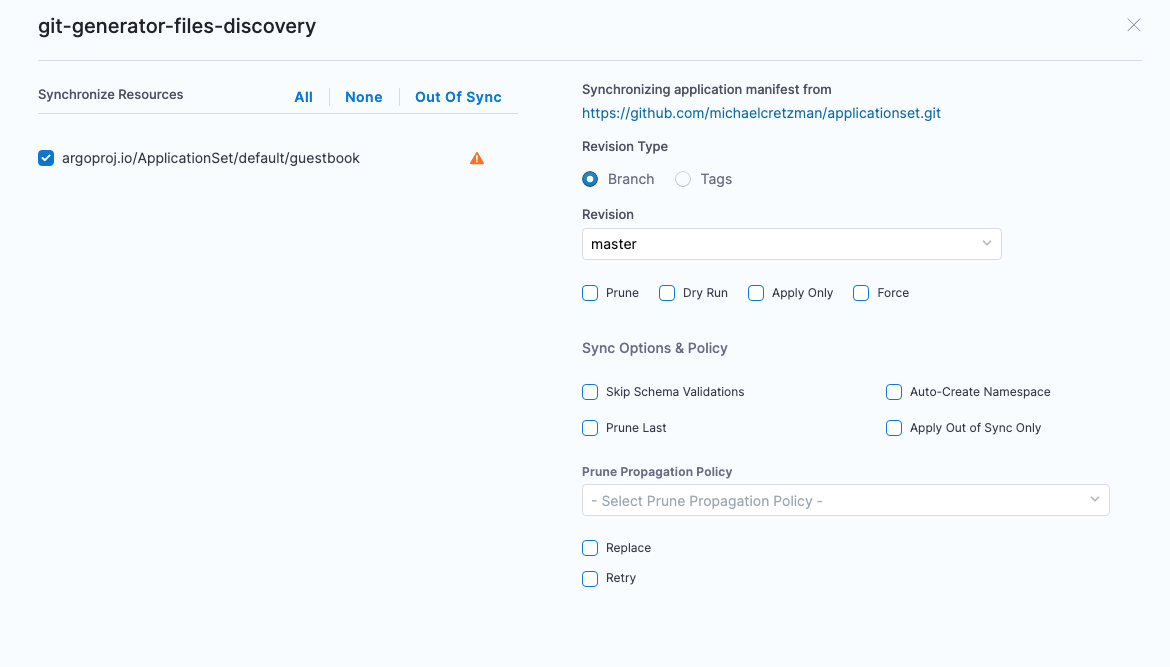 git-generator-files-discovery
Synchronize Resources
All
None
Out Of Sync
argoproj.io/ApplicationSet/default/guestbook
Synchronizing application manifest from
https://github.com/michaelcretzman/applicationset.git
Revision Type
Branch
Tags
Revision
master
Prune
Dry Run
Apply Only
Force
Sync Options & Policy
Skip Schema Validations
Auto-Create Namespace
Prune Last
Apply Out of Sync Only
Prune Propagation Policy
- Select Prune Propagation Policy -
Replace
Retry